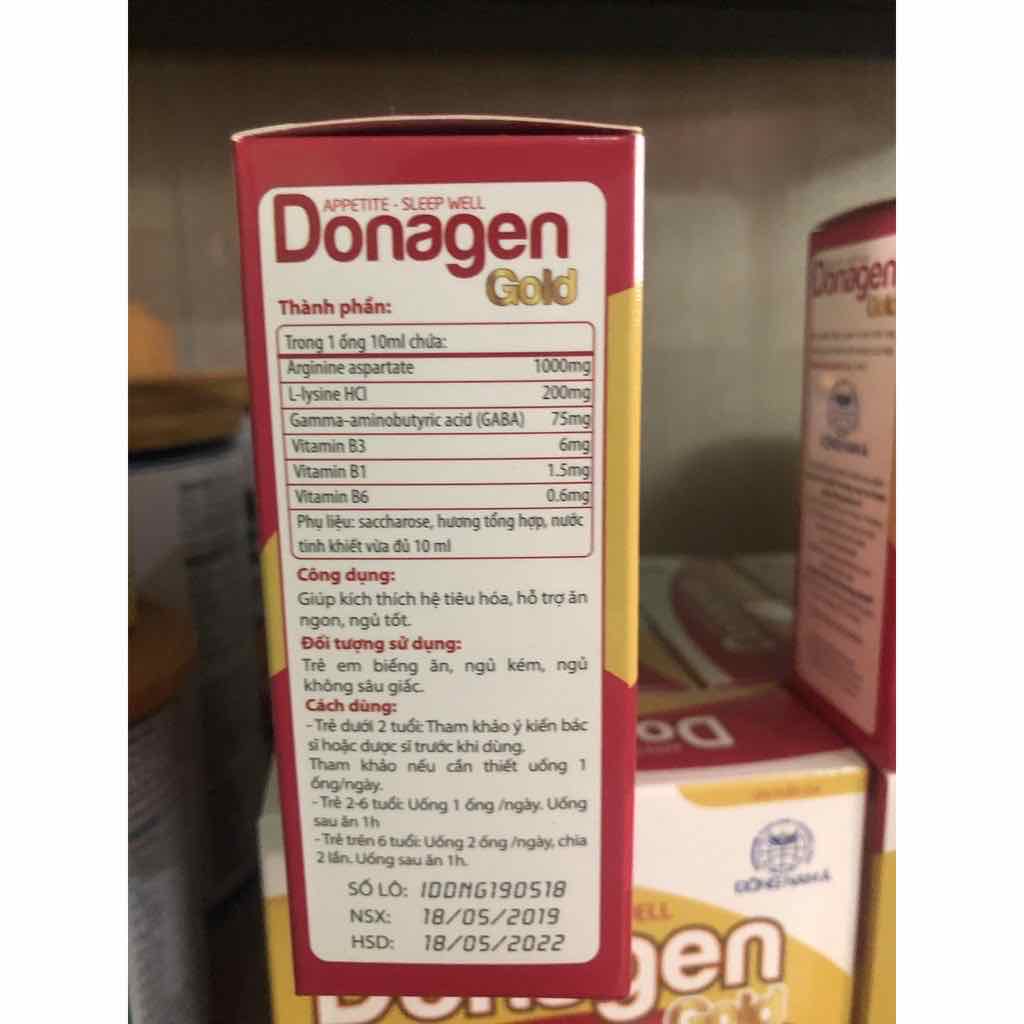 APPETITE - SLEEP WELL
Donagen
Gold
Thành phần:
Trong 1 ống 10ml chứa:
Arginine aspartate 1000mg
L-lysine HCl 200mg
Gamma-aminobutyric acid (GABA) 75mg
Vitamin B3 6mg
Vitamin B1 1.5mg
Vitamin B6 0.6mg
Phụ liệu: saccharose, hương tổng hợp, nước
tinh khiết vừa đủ 10 ml
Công dụng:
Giúp kích thích hệ tiêu hóa, hỗ trợ ăn
ngon, ngủ tốt.
Đối tượng sử dụng:
Trẻ em biếng ăn, ngủ kém, ngủ
không sâu giấc.
Cách dùng:
- Trẻ dưới 2 tuổi: Tham khảo ý kiến bác
sĩ hoặc dược sĩ trước khi dùng.
Tham khảo nếu cần thiết uống 1
ống/ngày.
- Trẻ 2-6 tuổi: Uống 1 ống /ngày. Uống
sau ăn 1h
- Trẻ trên 6 tuổi: Uống 2 ống /ngày, chia
2 lần. Uống sau ăn 1h.
SỐ LÔ: 10DNG190518
NSX: 18/05/2019
HSD: 18/05/2022
Donagen
Gold
ĐÔNG NAM Á
WELL
Donagen
Gold